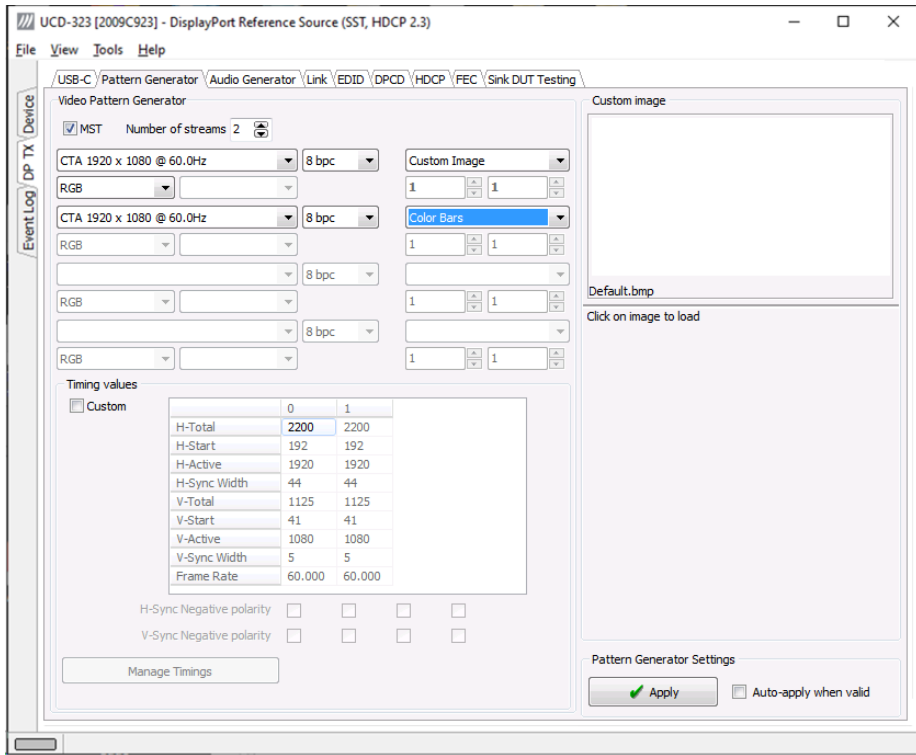 UCD-323 [2009C923] - DisplayPort Reference Source (SST, HDCP 2.3)
File View Tools Help
Device
DP TX
Event Log
USB-C Pattern Generator Audio Generator Link EDID DPCD HDCP FEC Sink DUT Testing
Video Pattern Generator
MST Number of streams 2
CTA 1920 x 1080 @ 60.0Hz 8 bpc Custom Image
RGB 1 1
CTA 1920 x 1080 @ 60.0Hz 8 bpc Color Bars
RGB 1 1
8 bpc
RGB 1 1
8 bpc
RGB 1 1
Timing values
Custom
0 1
H-Total 2200 2200
H-Start 192 192
H-Active 1920 1920
H-Sync Width 44 44
V-Total 1125 1125
V-Start 41 41
V-Active 1080 1080
V-Sync Width 5 5
Frame Rate 60.000 60.000
H-Sync Negative polarity
V-Sync Negative polarity
Manage Timings
Custom image
Default.bmp
Click on image to load
Pattern Generator Settings
Apply Auto-apply when valid